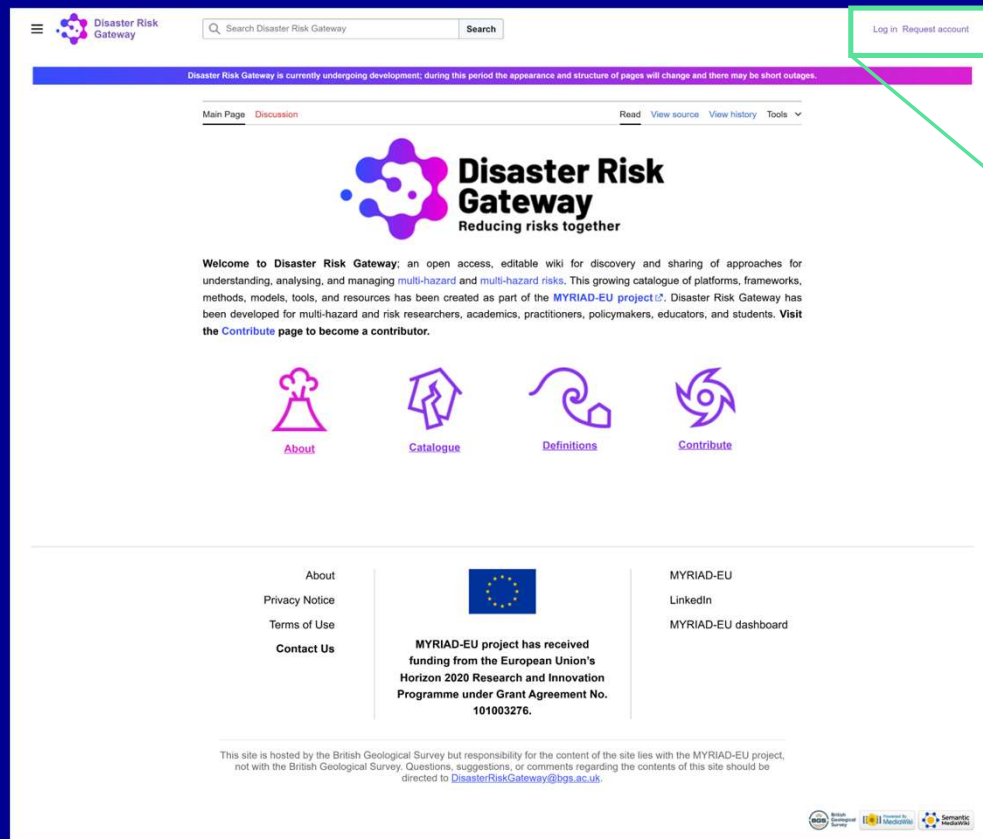 Disaster Risk
Gateway
Search Disaster Risk Gateway
Search
Log in Request account
Disaster Risk Gateway is currently undergoing development; during this period the appearance and structure of pages will change and there may be short outages.
Main Page Discussion
Read View source View history Tools
Disaster Risk
Gateway
Reducing risks together
Welcome to Disaster Risk Gateway; an open access, editable wiki for discovery and sharing of approaches for
understanding, analysing, and managing multi-hazard and multi-hazard risks. This growing catalogue of platforms, frameworks,
methods, models, tools, and resources has been created as part of the MYRIAD-EU project. Disaster Risk Gateway has
been developed for multi-hazard and risk researchers, academics, practitioners, policymakers, educators, and students. Visit
the Contribute page to become a contributor.
About
Catalogue
Definitions
Contribute
About
Privacy Notice
Terms of Use
Contact Us
MYRIAD-EU project has received
funding from the European Union's
Horizon 2020 Research and Innovation
Programme under Grant Agreement No.
101003276.
MYRIAD-EU
LinkedIn
MYRIAD-EU dashboard
This site is hosted by the British Geological Survey but responsibility for the content of the site lies with the MYRIAD-EU project,
not with the British Geological Survey. Questions, suggestions, or comments regarding the contents of this site should be
directed to DisasterRiskGateway@bgs.ac.uk.
BGS
British
Geological
Survey
Powered By
MediaWiki
Semantic
MediaWiki